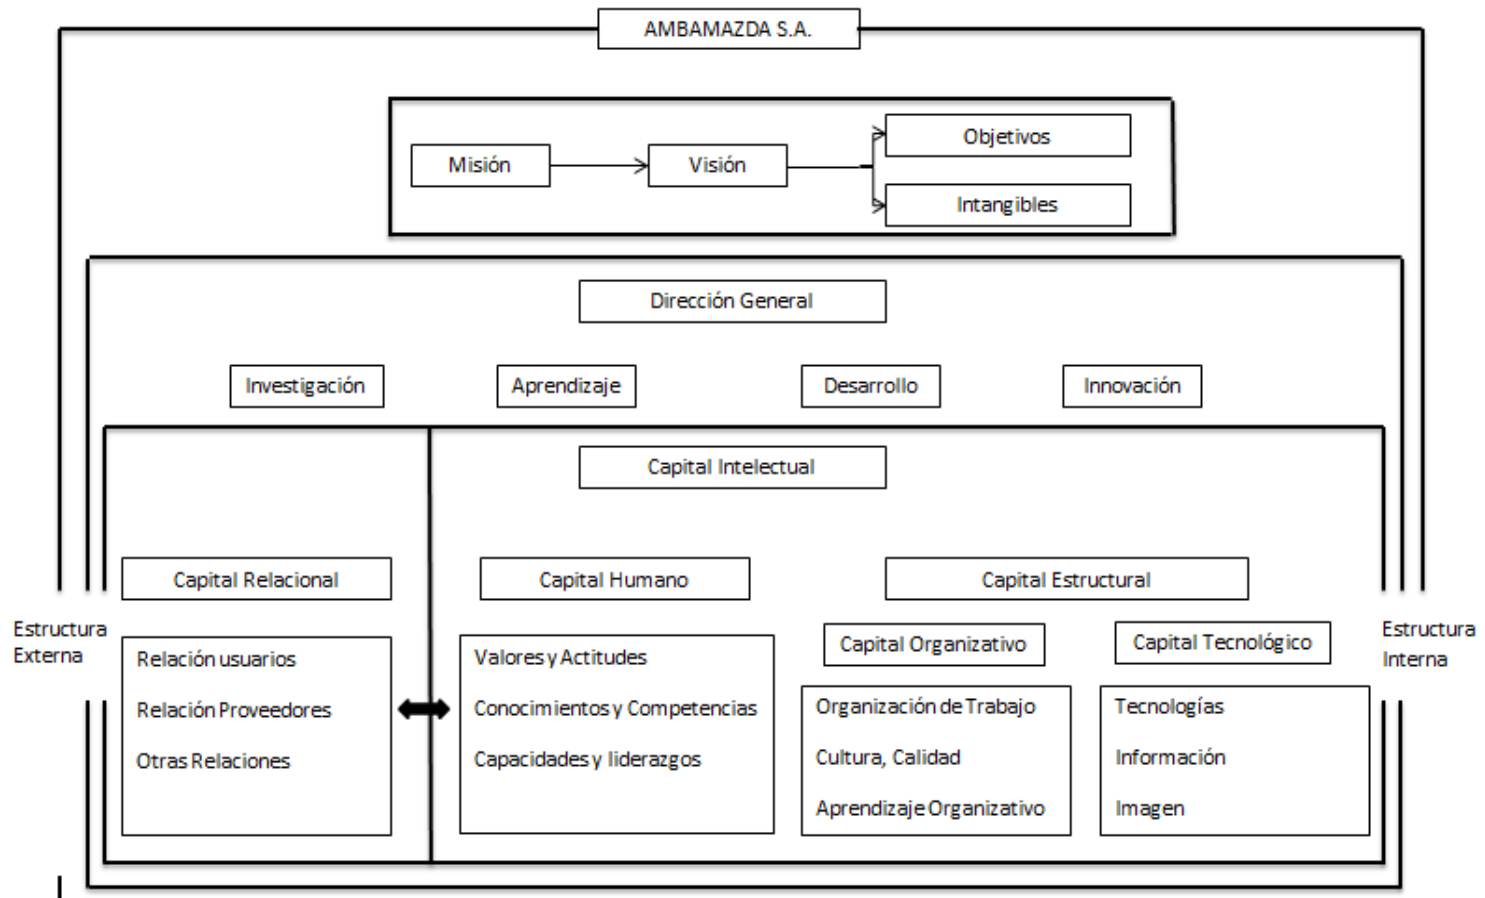 AMBAMAZDA S.A.
Misión
Visión
Objetivos
Intangibles
Dirección General
Investigación
Aprendizaje
Desarrollo
Innovación
Capital Intelectual
Capital Relacional
Capital Humano
Capital Estructural
Estructura
Externa
Relación usuarios
Relación Proveedores
Otras Relaciones
Valores y Actitudes
Conocimientos y Competencias
Capacidades y liderazgos
Capital Organizativo
Organización de Trabajo
Cultura, Calidad
Aprendizaje Organizativo
Capital Tecnológico
Tecnologías
Información
Imagen
Estructura
Interna